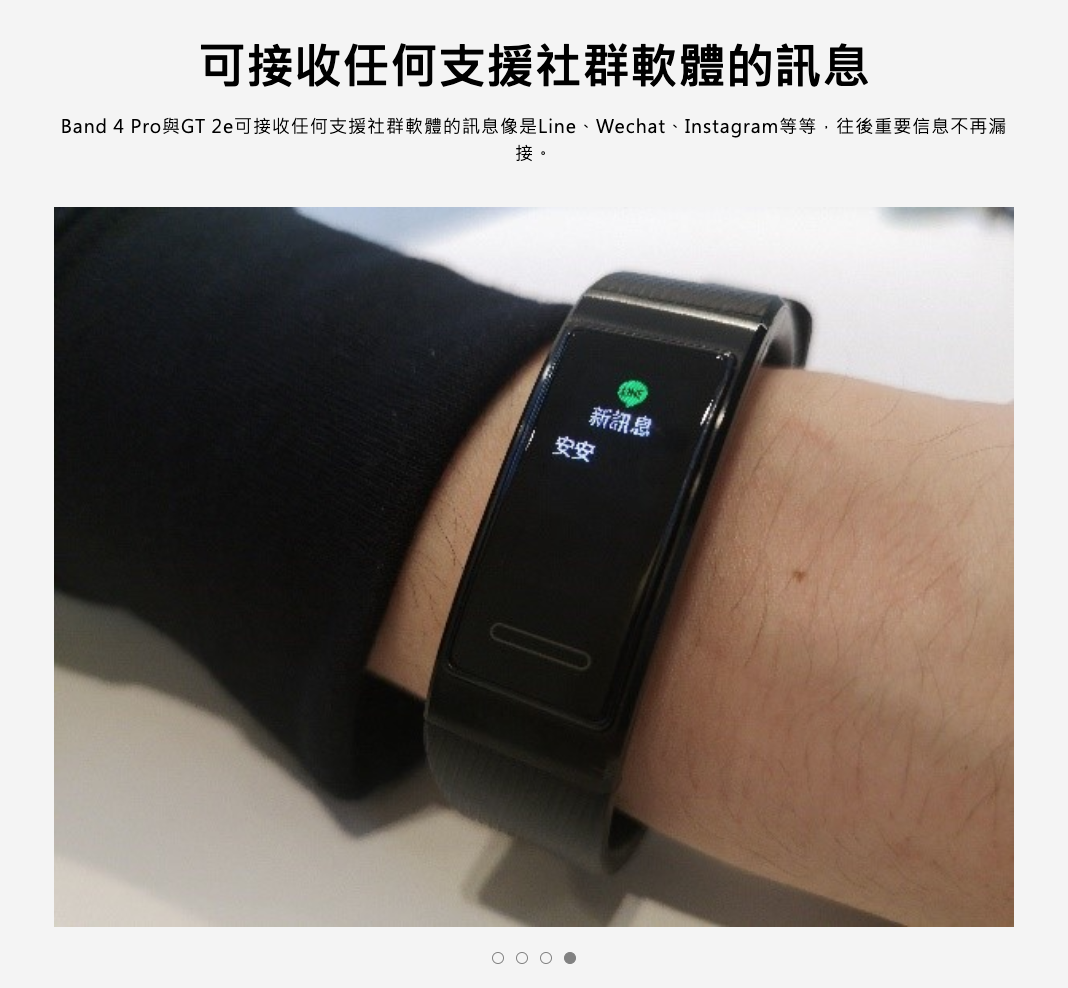 可接收任何支援社群軟體的訊息
Band 4 Pro與GT 2e可接收任何支援社群軟體的訊息像是Line、Wechat、Instagram等等，往後重要信息不再漏
接。
LINE
新訊息
安安